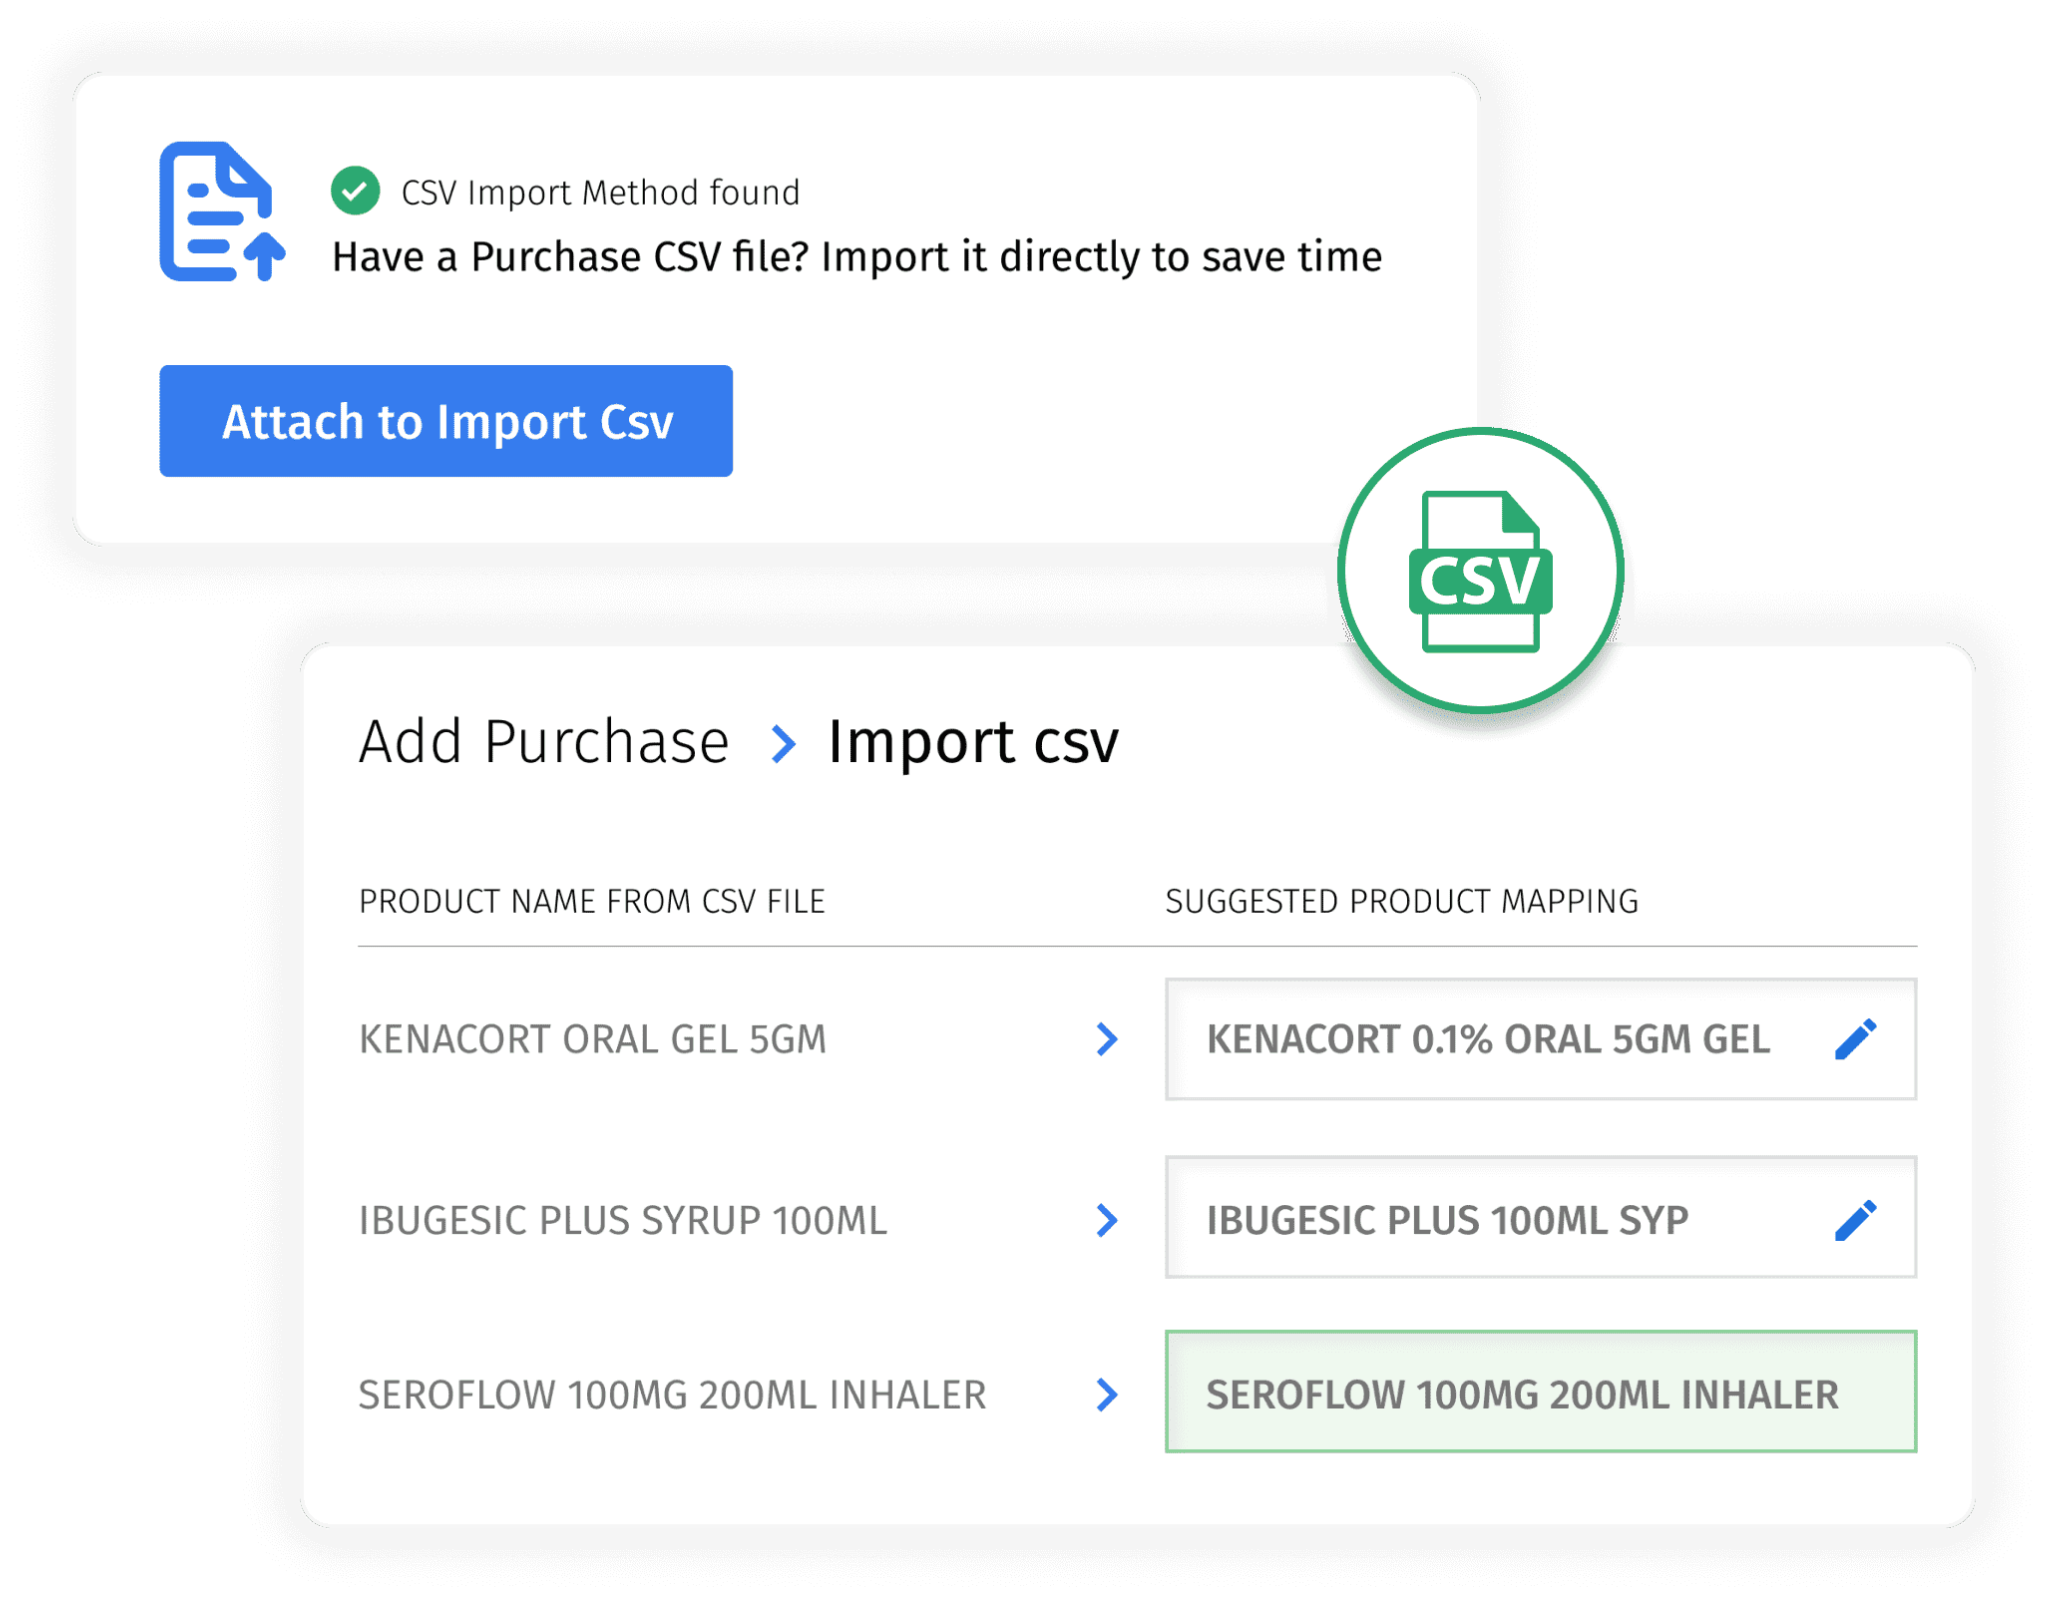 CSV Import Method found
Have a Purchase CSV file? Import it directly to save time
Attach to Import Csv
CSV
Add Purchase > Import csv
PRODUCT NAME FROM CSV FILE SUGGESTED PRODUCT MAPPING
KENACORT ORAL GEL 5GM > KENACORT 0.1% ORAL 5GM GEL
IBUGESIC PLUS SYRUP 100ML > IBUGESIC PLUS 100ML SYP
SEROFLOW 100MG 200ML INHALER > SEROFLOW 100MG 200ML INHALER